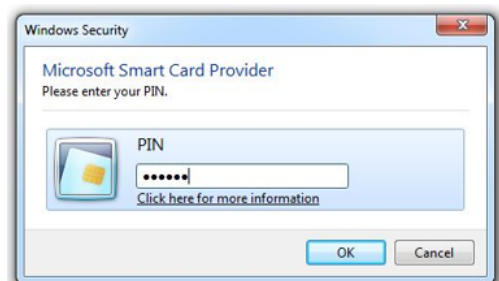 Windows Security
Microsoft Smart Card Provider
Please enter your PIN.
PIN
••••••
Click here for more information
OK
Cancel